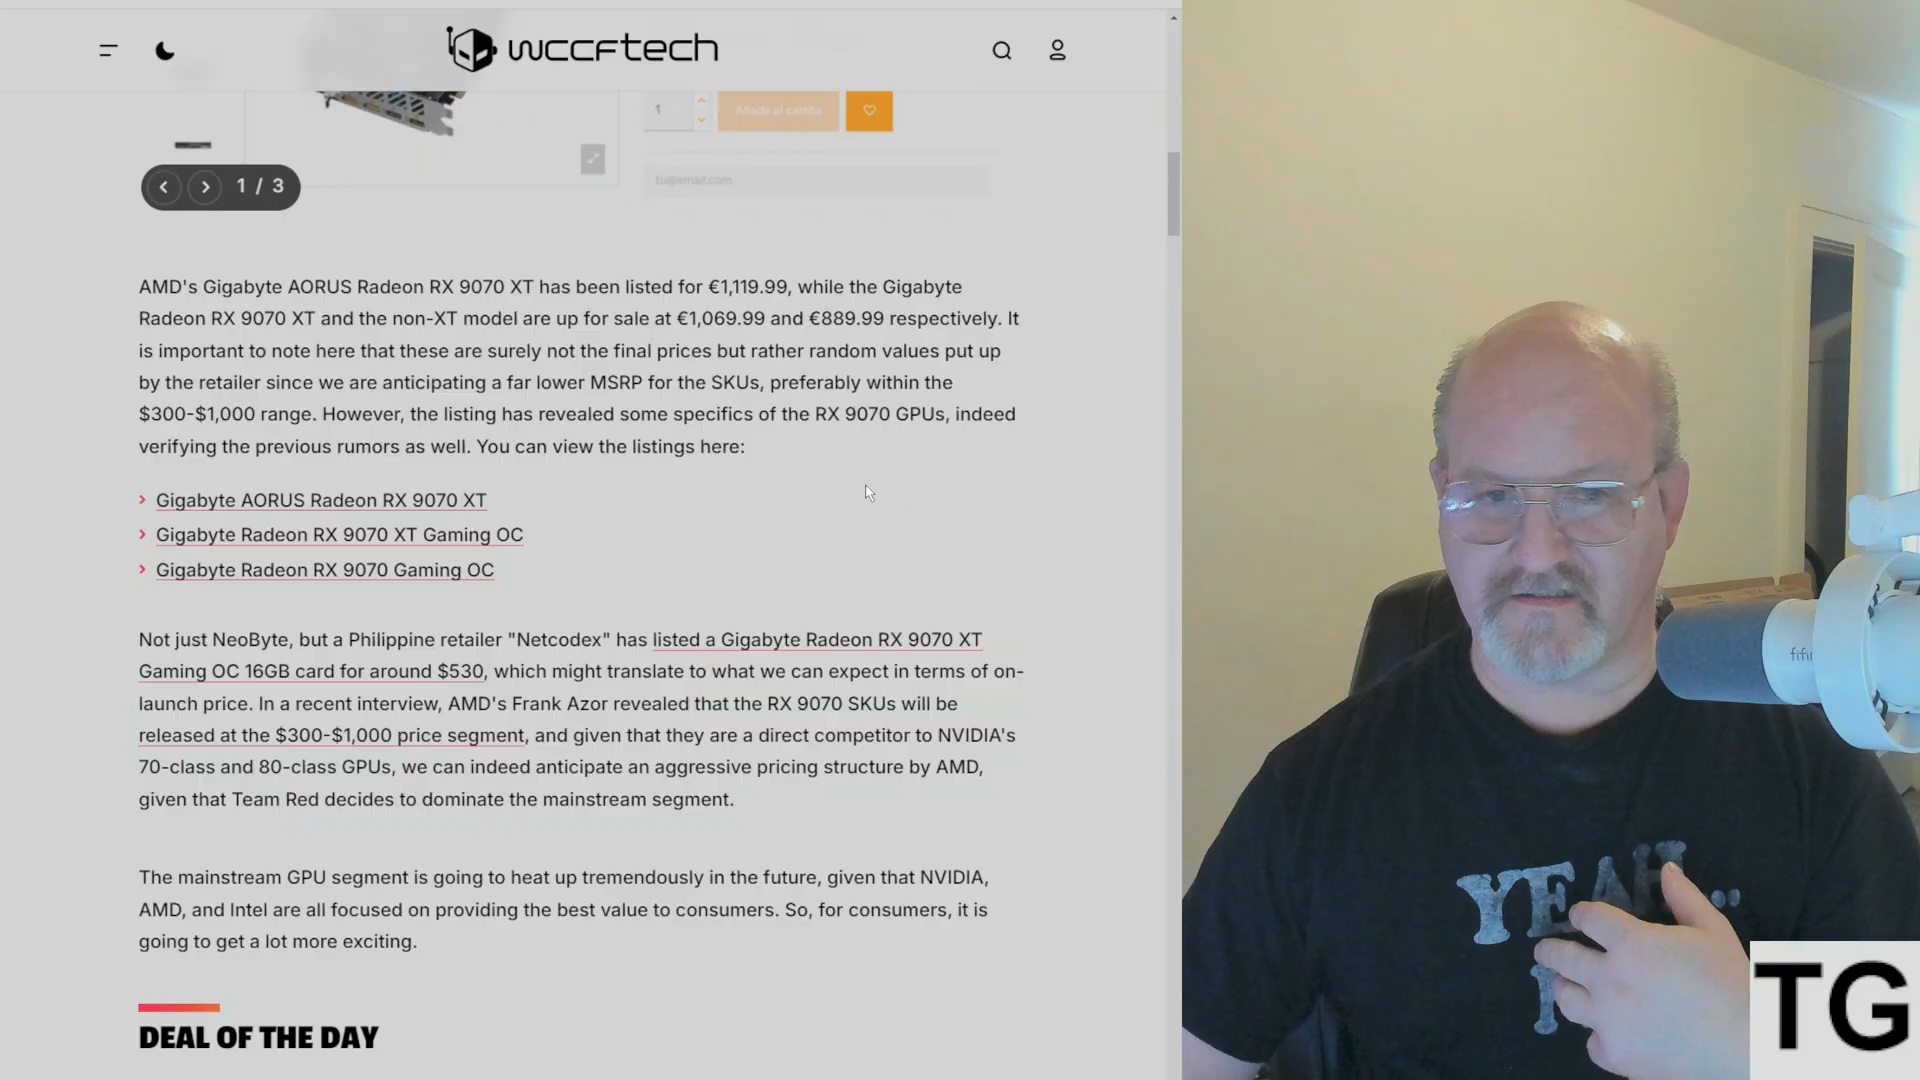 wccftech
1
Añadir al carrito
tu@email.com
1 / 3
AMD's Gigabyte AORUS Radeon RX 9070 XT has been listed for €1,119.99, while the Gigabyte
Radeon RX 9070 XT and the non-XT model are up for sale at €1,069.99 and €889.99 respectively. It
is important to note here that these are surely not the final prices but rather random values put up
by the retailer since we are anticipating a far lower MSRP for the SKUs, preferably within the
$300-$1,000 range. However, the listing has revealed some specifics of the RX 9070 GPUs, indeed
verifying the previous rumors as well. You can view the listings here:
Gigabyte AORUS Radeon RX 9070 XT
Gigabyte Radeon RX 9070 XT Gaming OC
Gigabyte Radeon RX 9070 Gaming OC
Not just NeoByte, but a Philippine retailer "Netcodex" has listed a Gigabyte Radeon RX 9070 XT
Gaming OC 16GB card for around $530, which might translate to what we can expect in terms of on-
launch price. In a recent interview, AMD's Frank Azor revealed that the RX 9070 SKUs will be
released at the $300-$1,000 price segment, and given that they are a direct competitor to NVIDIA's
70-class and 80-class GPUs, we can indeed anticipate an aggressive pricing structure by AMD,
given that Team Red decides to dominate the mainstream segment.
The mainstream GPU segment is going to heat up tremendously in the future, given that NVIDIA,
AMD, and Intel are all focused on providing the best value to consumers. So, for consumers, it is
going to get a lot more exciting.
DEAL OF THE DAY
YEAH...
TG